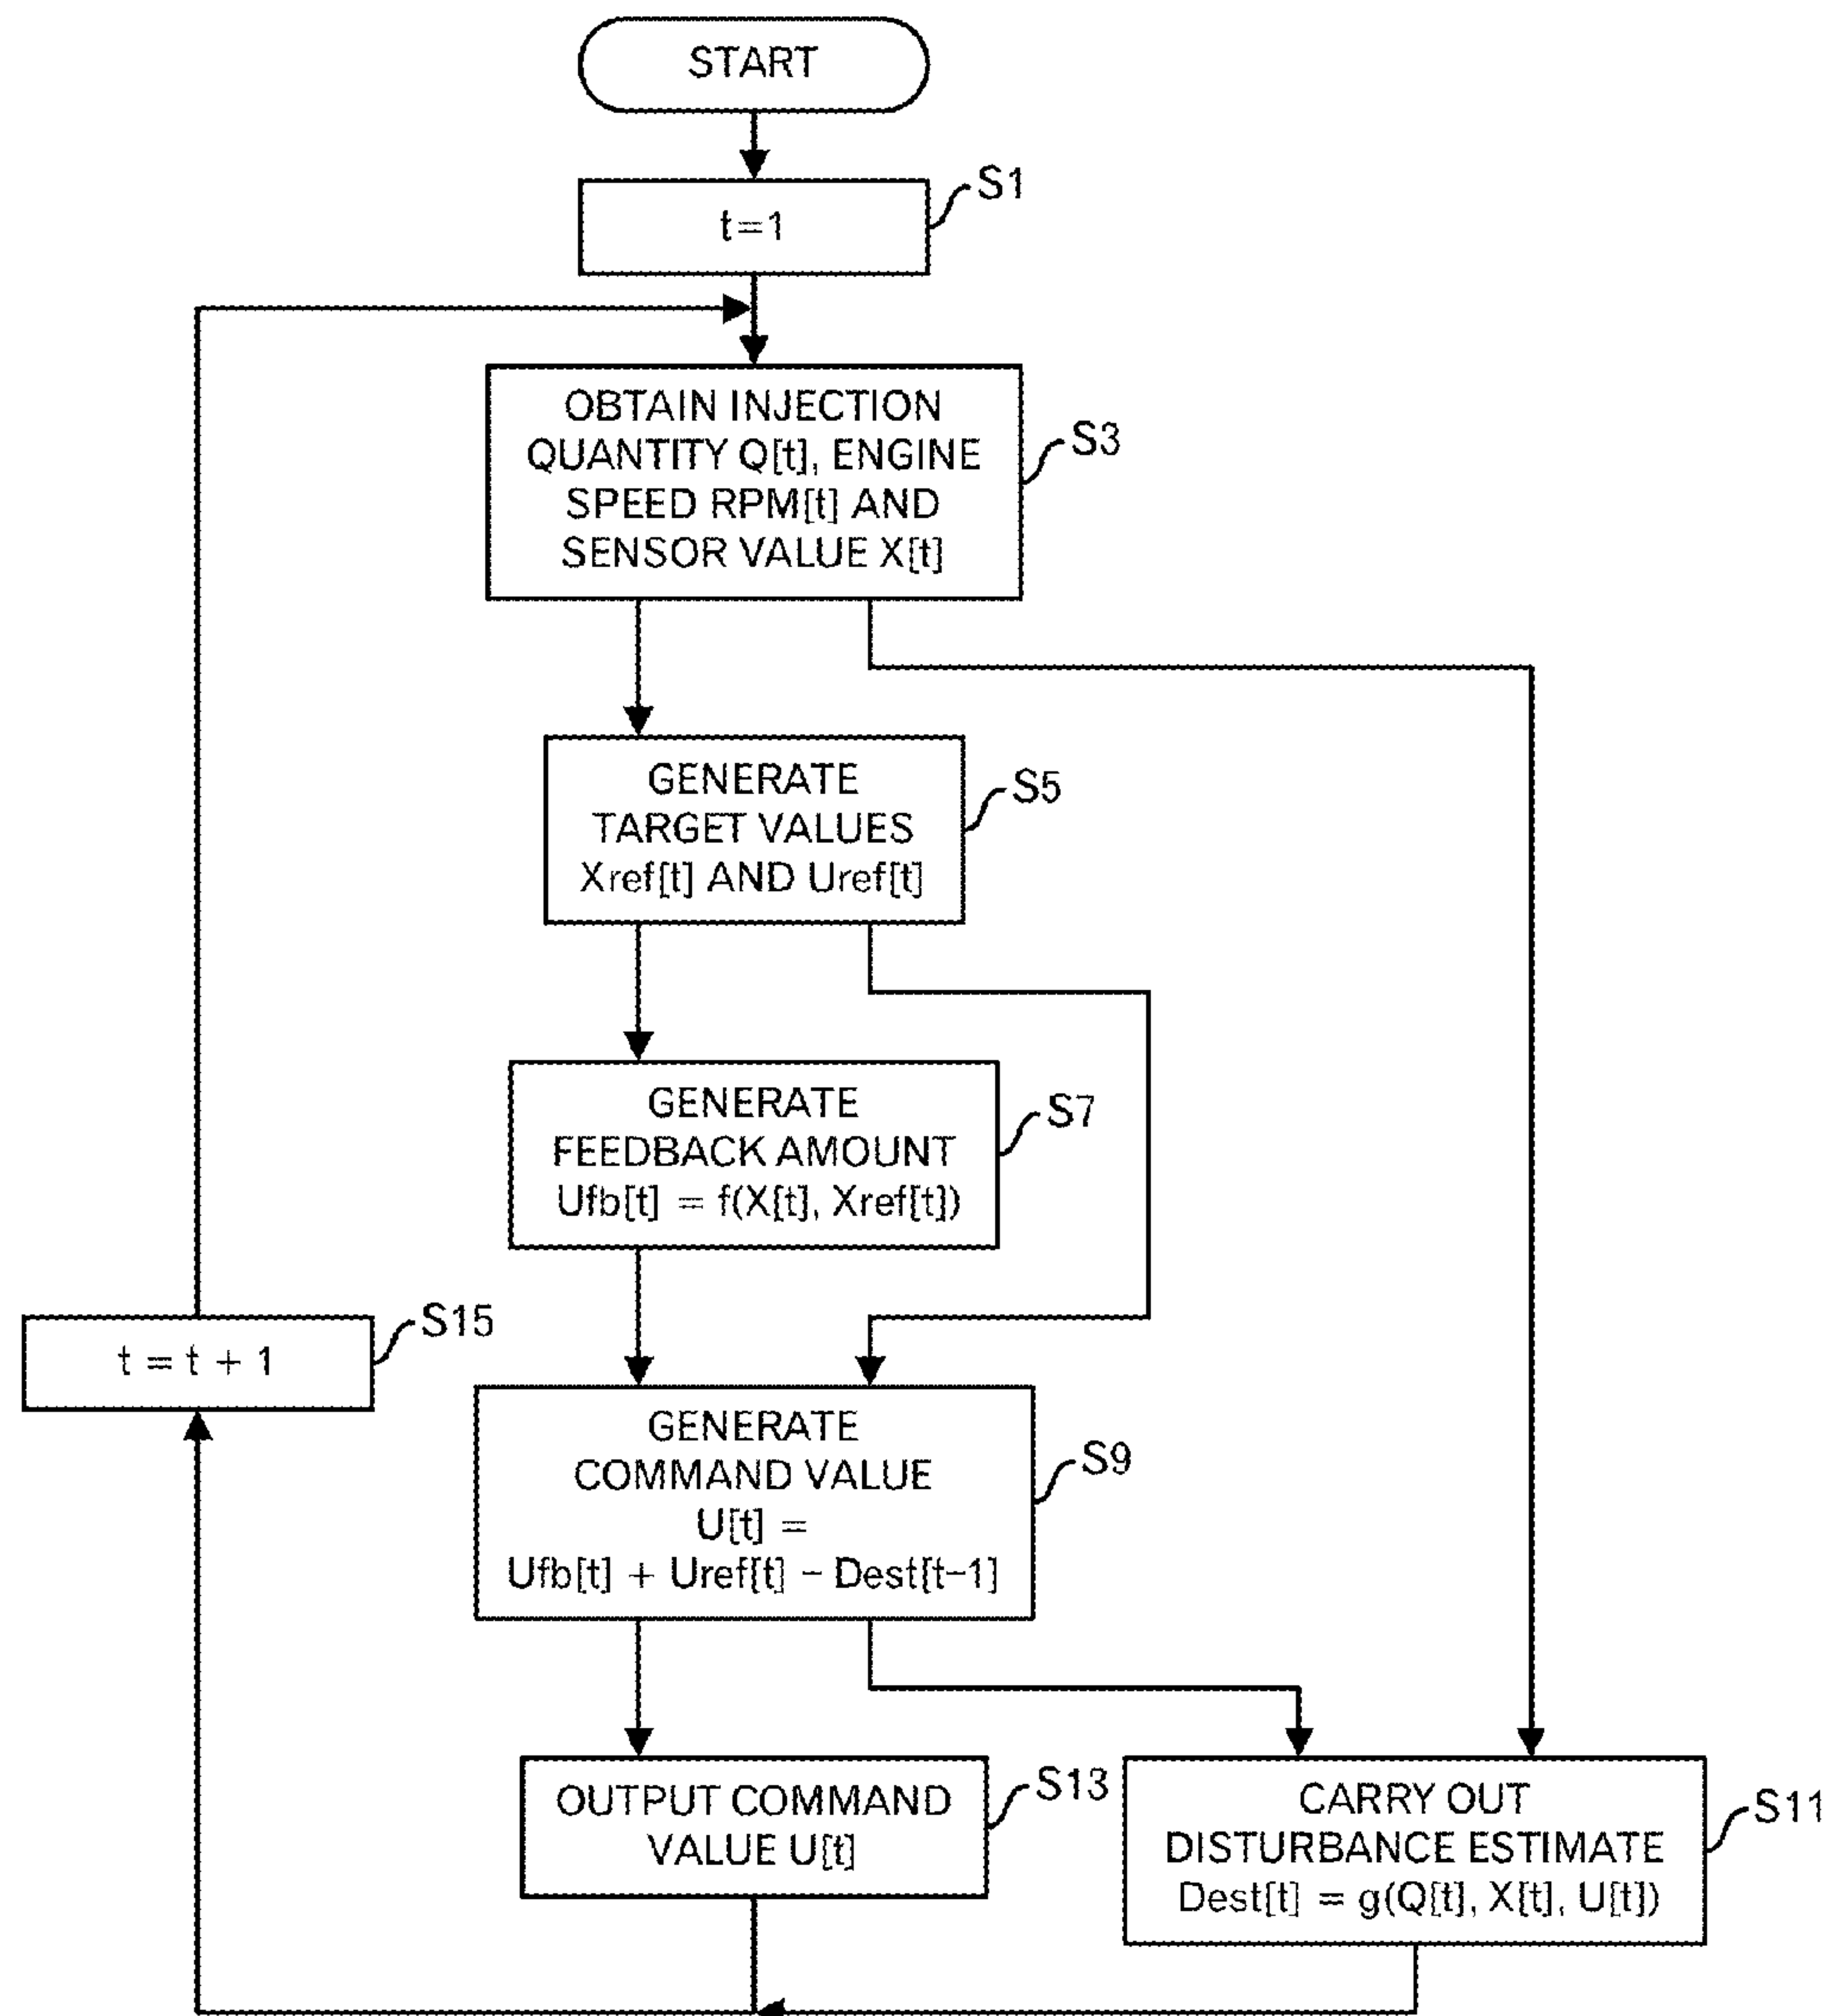 START
S1
t=1
OBTAIN INJECTION
QUANTITY Q[t], ENGINE
SPEED RPM[t] AND
SENSOR VALUE X[t]
S3
GENERATE
TARGET VALUES
Xref[t] AND Uref[t]
S5
GENERATE
FEEDBACK AMOUNT
Ufb[t] = f(X[t], Xref[t])
S7
S15
t = t + 1
GENERATE
COMMAND VALUE
U[t] =
Ufb[t] + Uref[t] − Dest[t−1]
S9
OUTPUT COMMAND
VALUE U[t]
S13
CARRY OUT
DISTURBANCE ESTIMATE
Dest[t] = g(Q[t], X[t], U[t])
S11